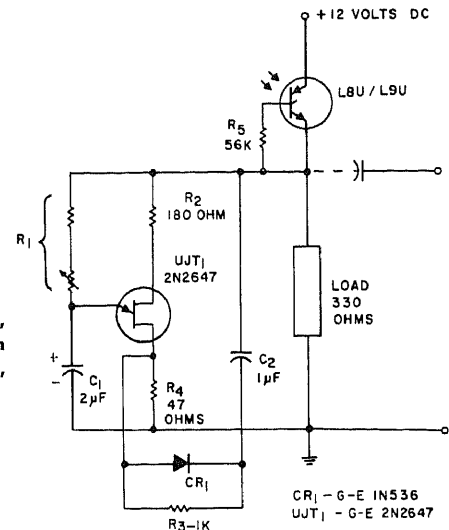 +12 VOLTS DC
L8U / L9U
R5
56K
R2
180 OHM
R1
UJT1
2N2647
LOAD
330
OHMS
+
-
C1
2µF
R4
47
OHMS
C2
1µF
CR1
R3-1K
CR1 - G-E 1N536
UJT1 - G-E 2N2647